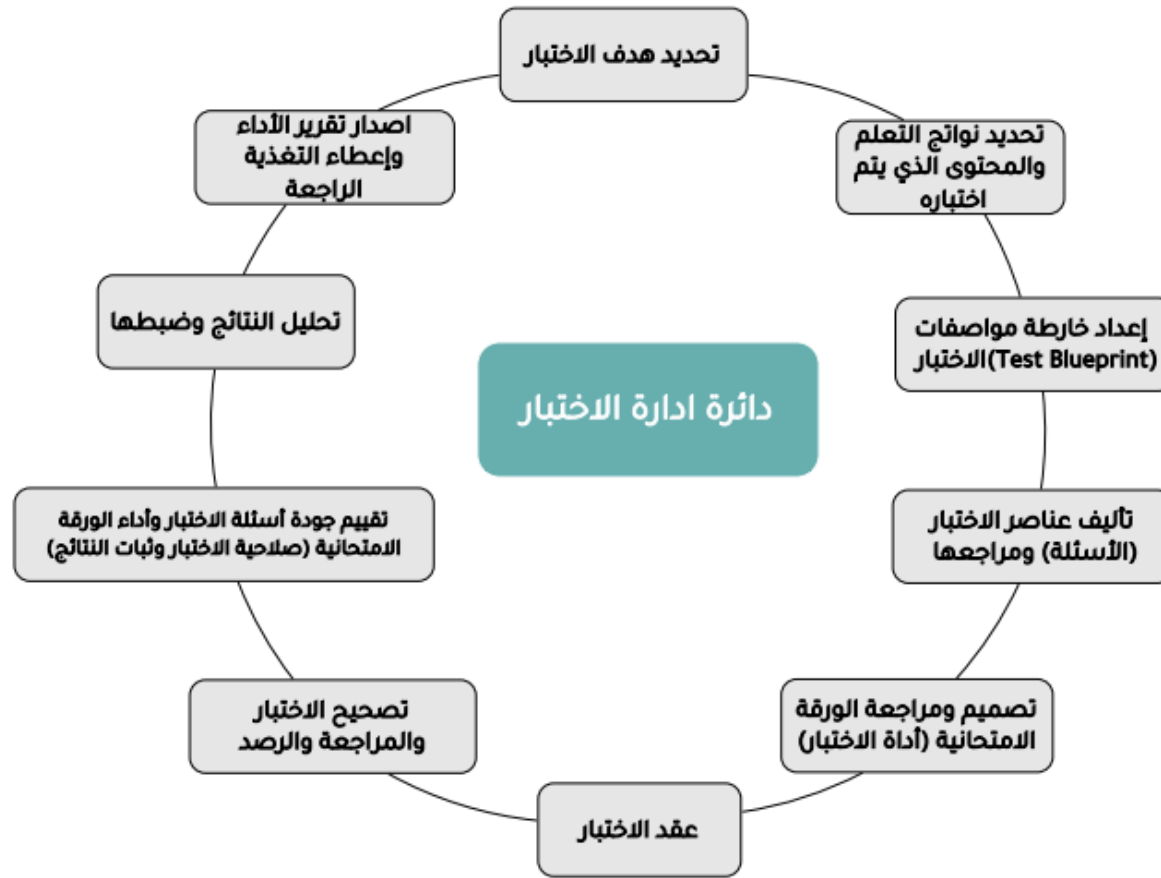 تحديد هدف الاختبار
تحديد نواتج التعلم
والمحتوى الذي يتم
اختباره
إعداد خارطة مواصفات
الاختبار(Test Blueprint)
تأليف عناصر الاختبار
(الأسئلة) ومراجعها
تصميم ومراجعة الورقة
الامتحانية (أداة الاختبار)
عقد الاختبار
تصحيح الاختبار
والمراجعة والرصد
تقييم جودة أسئلة الاختبار وأداء الورقة
الامتحانية (صلاحية الاختبار وثبات النتائج)
تحليل النتائج وضبطها
اصدار تقرير الأداء
وإعطاء التغذية
الراجعة
دائرة ادارة الاختبار